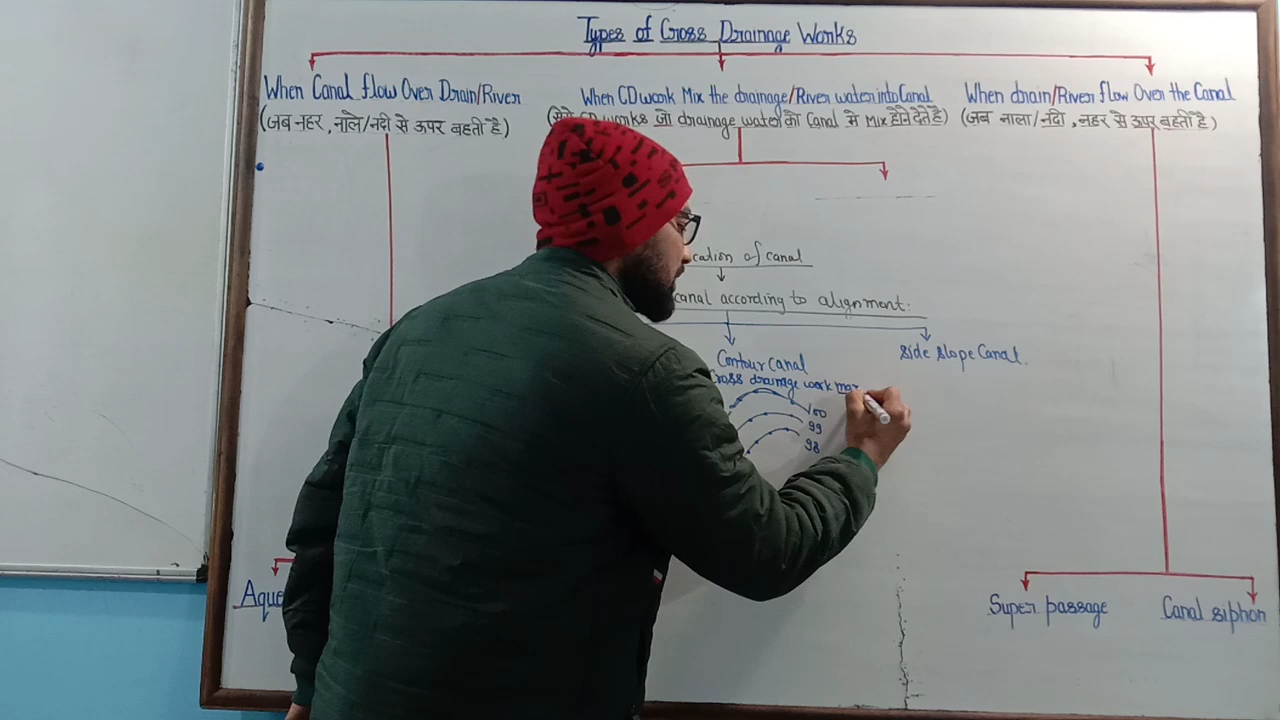 Types of Cross Drainage Works
When Canal flow Over Drain/River
(जब नहर, नाले/नदी से ऊपर बहती है)
When CD work Mix the drainage/River water into Canal
CD works जो drainage water को Canal में Mix होने देते है)
When drain/River flow Over the Canal
(जब नाला/नदी, नहर से ऊपर बहती है)
cation of canal
canal according to alignment.
Contour canal
Cross drainage work max
100
99
98
Side slope Canal.
Aque
Super passage
Canal siphon